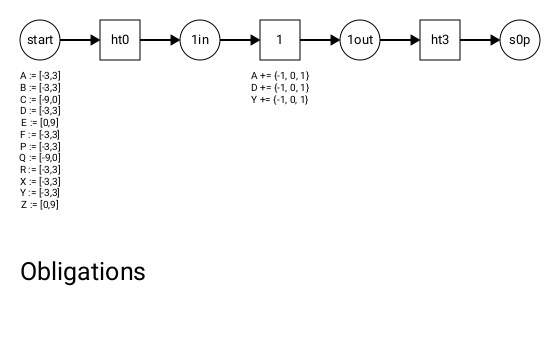 start ht0 1in 1 1out ht3 s0p
A := [-3,3]
B := [-3,3]
C := [-9,0]
D := [-3,3]
E := [0,9]
F := [-3,3]
P := [-3,3]
Q := [-9,0]
R := [-3,3]
X := [-3,3]
Y := [-3,3]
Z := [0,9]
A += {-1, 0, 1}
D += {-1, 0, 1}
Y += {-1, 0, 1}
Obligations